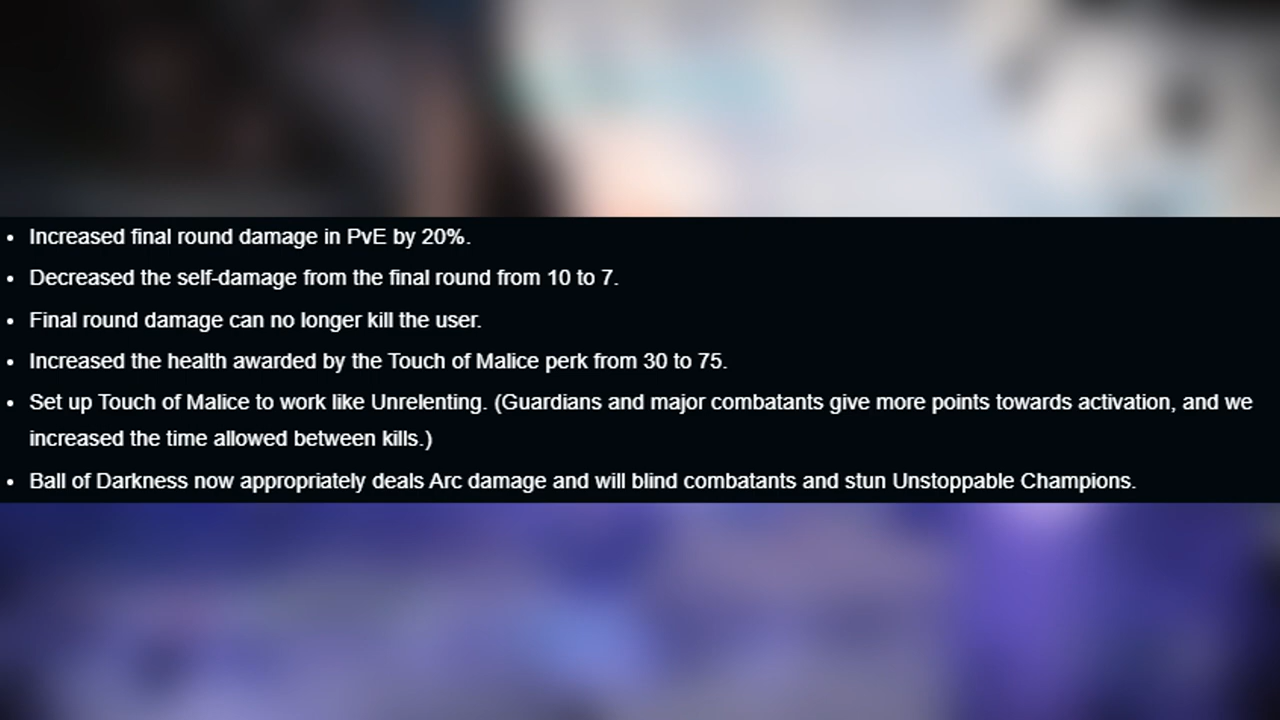 • Increased final round damage in PvE by 20%.
• Decreased the self-damage from the final round from 10 to 7.
• Final round damage can no longer kill the user.
• Increased the health awarded by the Touch of Malice perk from 30 to 75.
• Set up Touch of Malice to work like Unrelenting. (Guardians and major combatants give more points towards activation, and we
increased the time allowed between kills.)
• Ball of Darkness now appropriately deals Arc damage and will blind combatants and stun Unstoppable Champions.